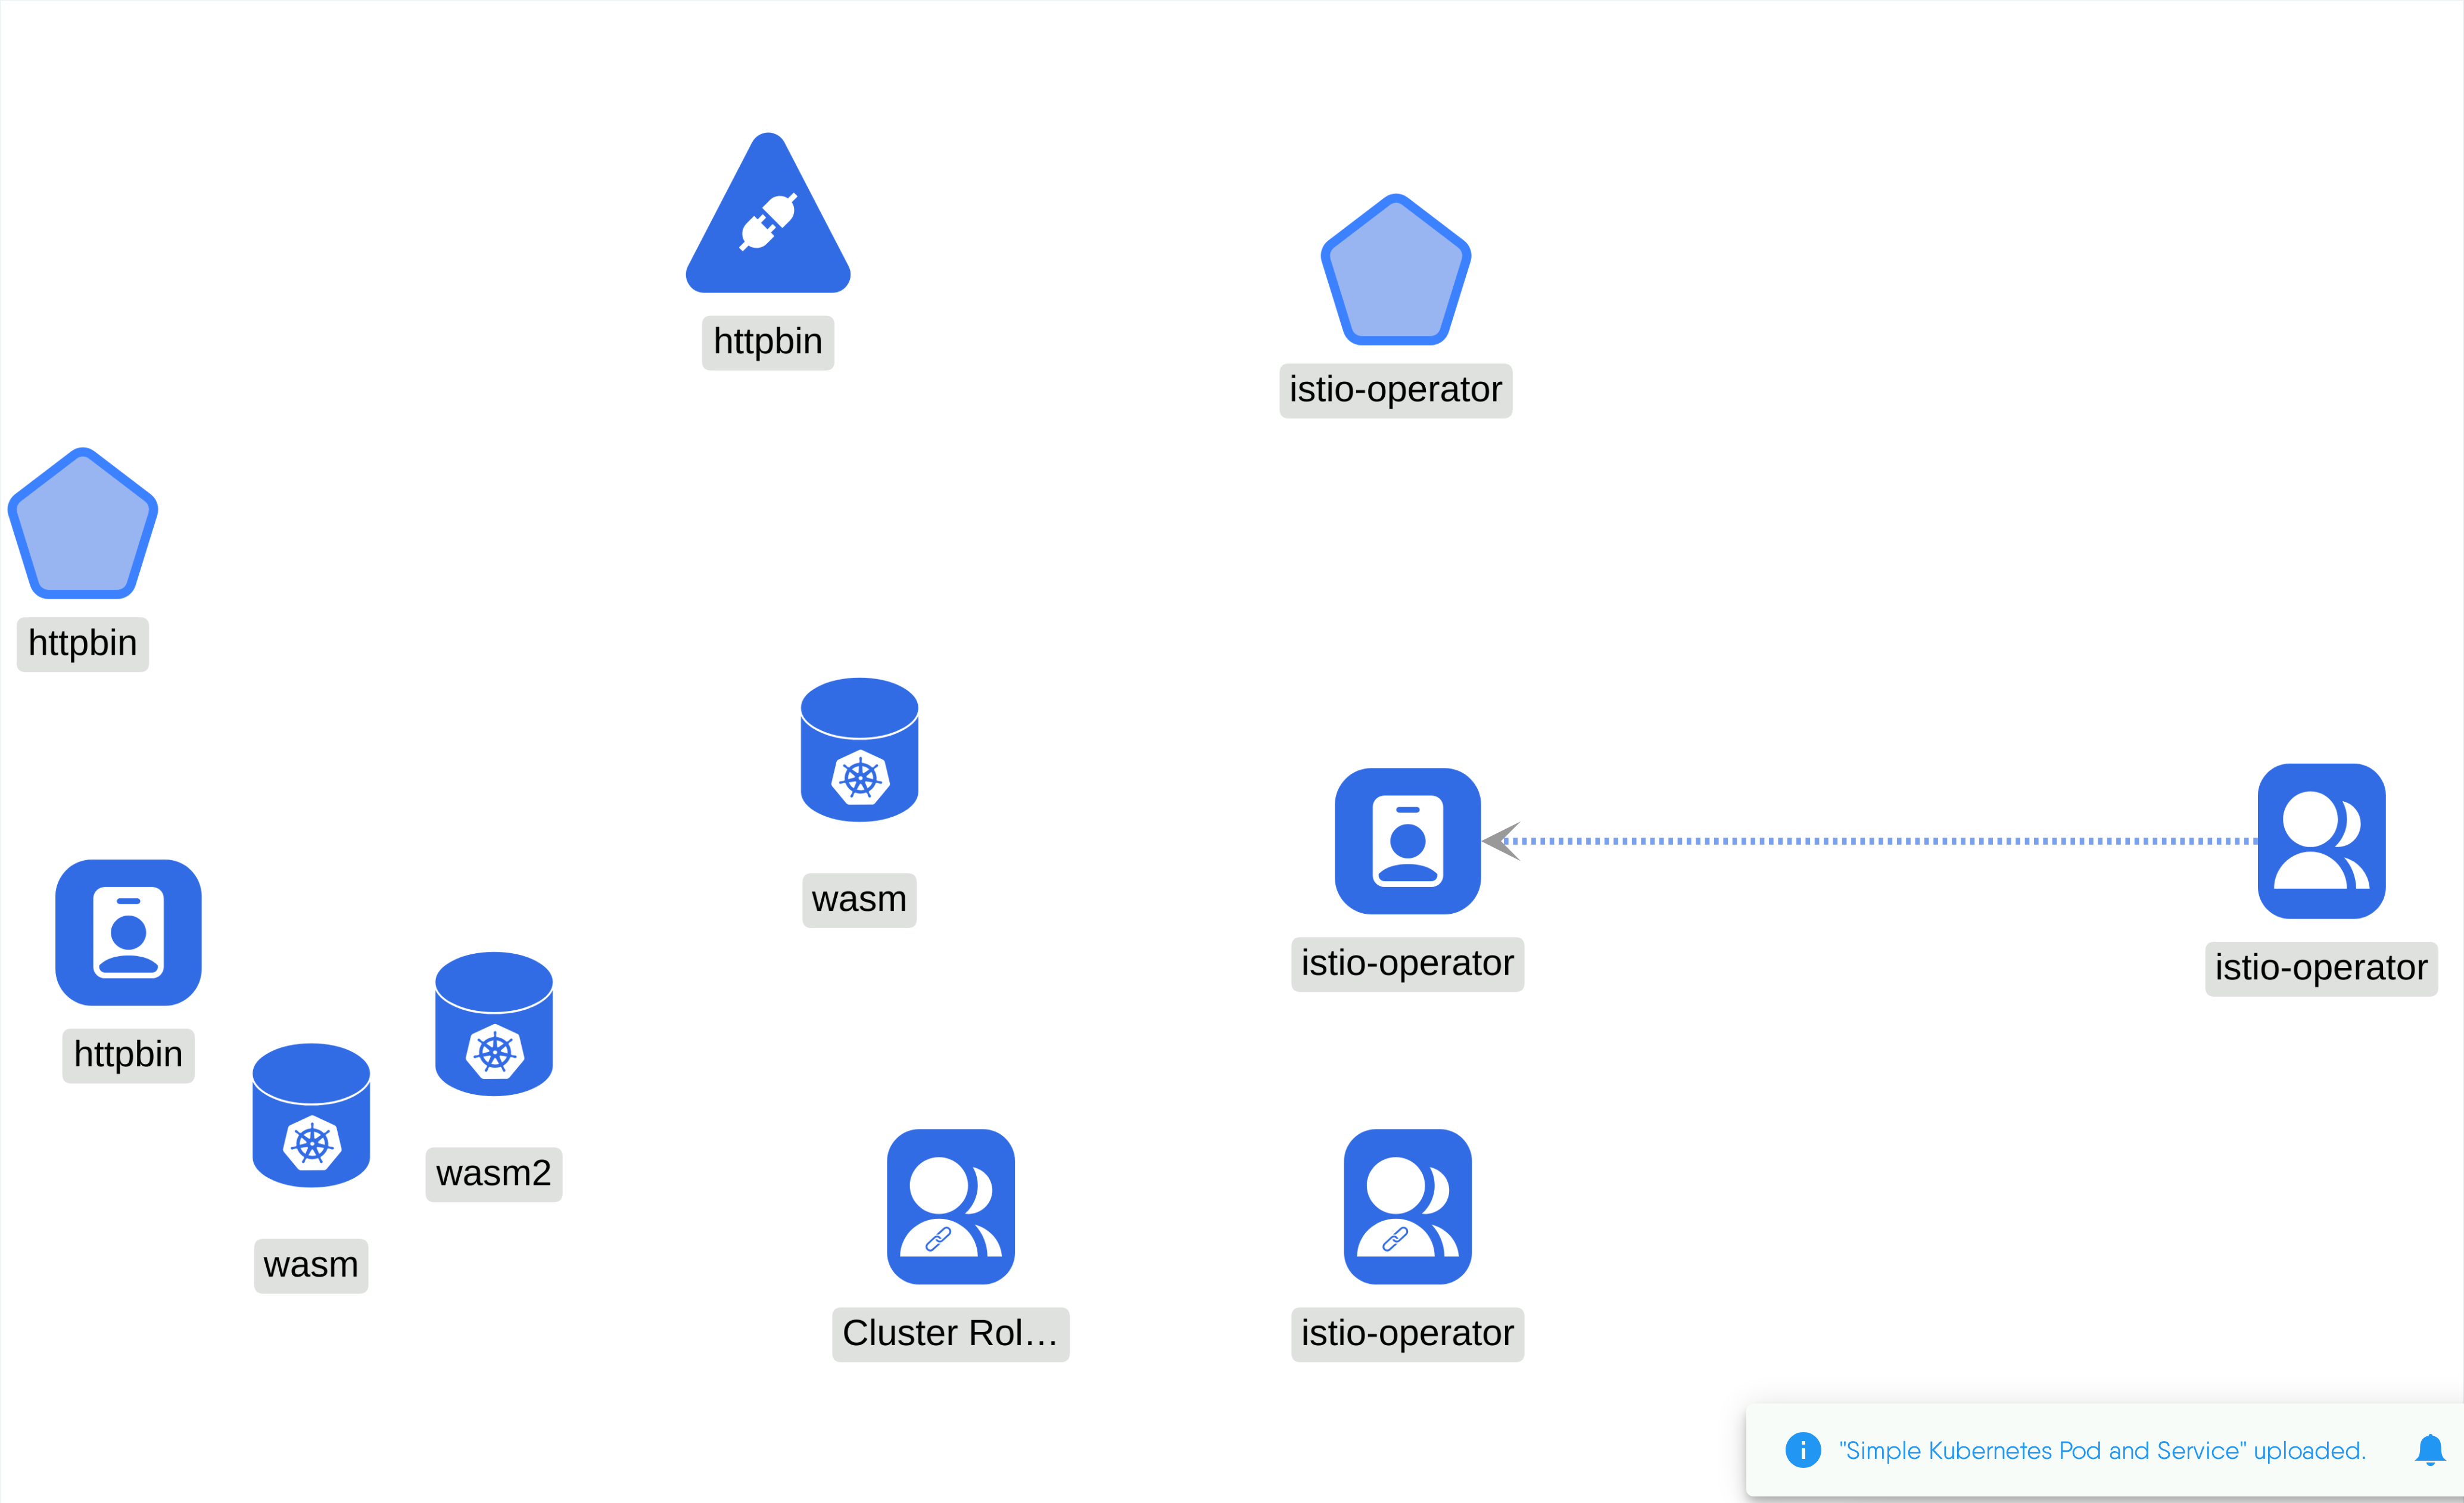 httpbin
istio-operator
httpbin
wasm
istio-operator
istio-operator
httpbin
wasm2
wasm
Cluster Rol...
istio-operator
"Simple Kubernetes Pod and Service" uploaded.